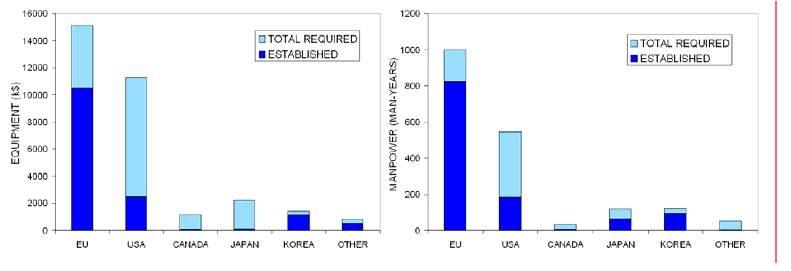 16000
14000
12000
10000
8000
6000
4000
2000
0
EQUIPMENT (k$)
TOTAL REQUIRED
ESTABLISHED
EU USA CANADA JAPAN KOREA OTHER
1200
1000
800
600
400
200
0
MANPOWER (MAN-YEARS)
TOTAL REQUIRED
ESTABLISHED
EU USA CANADA JAPAN KOREA OTHER